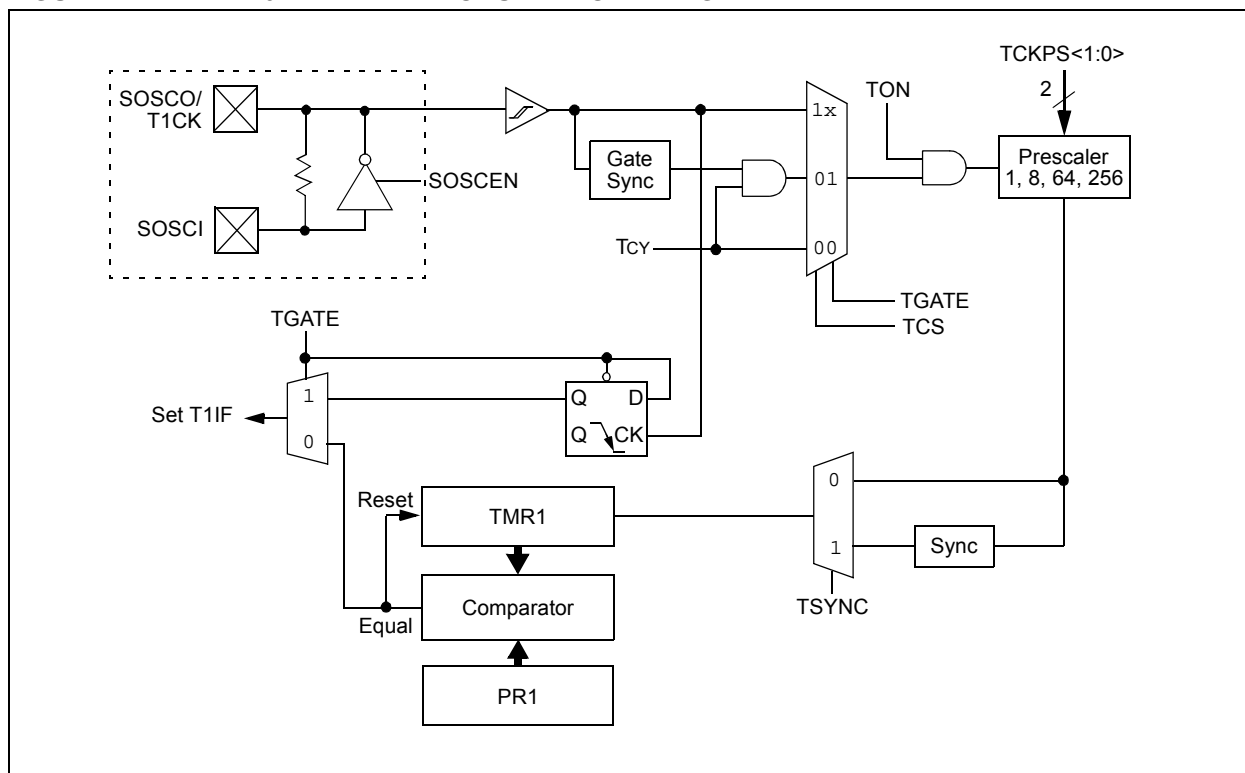 TCKPS<1:0>
2
SOSCO/
T1CK
TON
1x
Gate
Sync
Prescaler
1, 8, 64, 256
SOSCEN
01
SOSCI
TCY
00
TGATE
TCS
TGATE
1
Q
D
Set T1IF
0
Q
CK
Reset
TMR1
0
1
Sync
Comparator
TSYNC
Equal
PR1